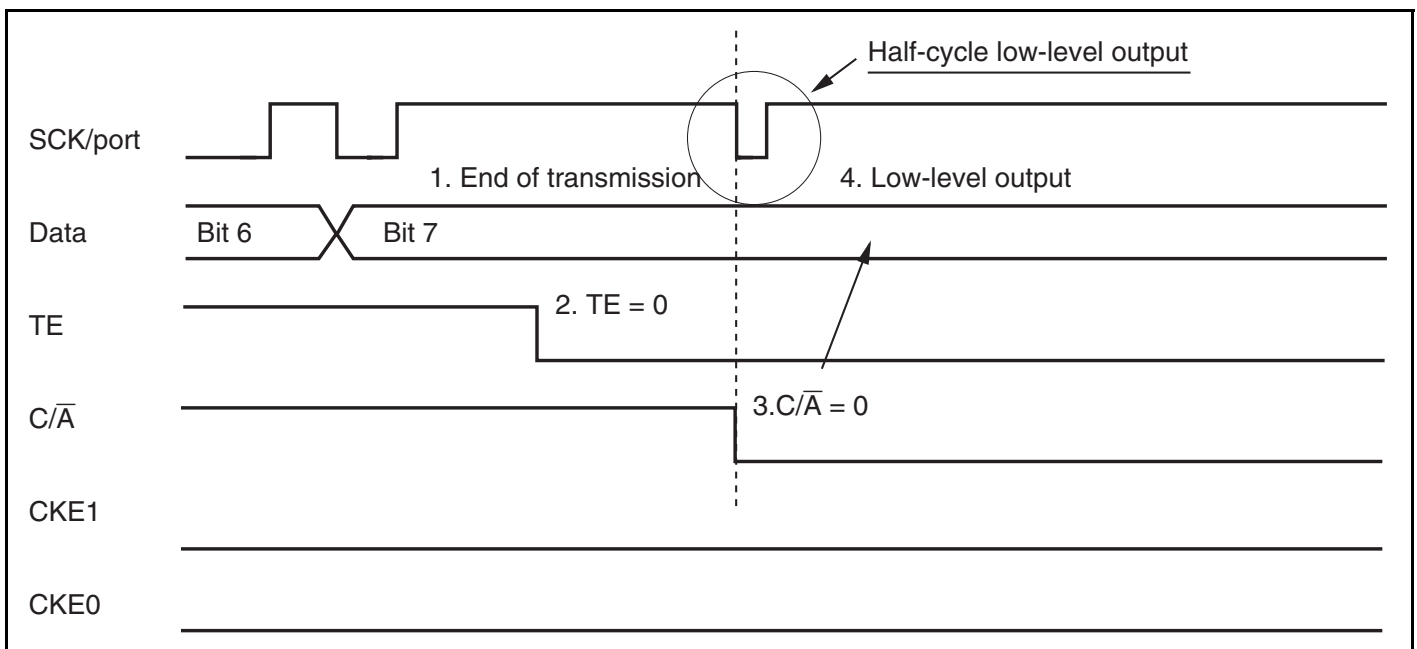 Half-cycle low-level output
SCK/port
1. End of transmission
4. Low-level output
Data
Bit 6
Bit 7
2. TE = 0
TE
3.C/A̅ = 0
C/A̅
CKE1
CKE0